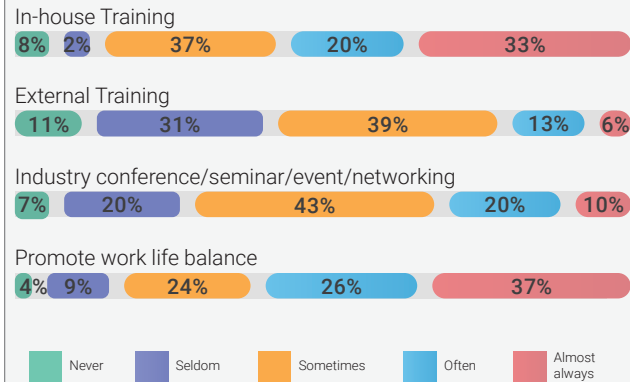 In-house Training
8% 2% 37% 20% 33%
External Training
11% 31% 39% 13% 6%
Industry conference/seminar/event/networking
7% 20% 43% 20% 10%
Promote work life balance
4% 9% 24% 26% 37%
Never Seldom Sometimes Often Almost
always